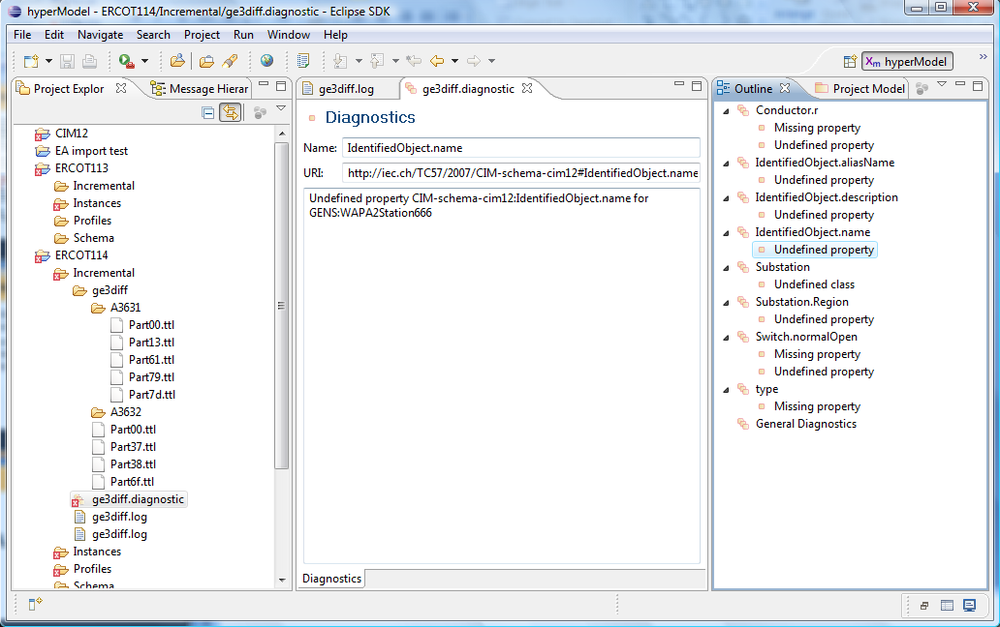 hyperModel - ERCOT114/Incremental/ge3diff.diagnostic - Eclipse SDK
File Edit Navigate Search Project Run Window Help
hyperModel
Project Explor
Message Hierar
CIM12
EA import test
ERCOT113
Incremental
Instances
Profiles
Schema
ERCOT114
Incremental
ge3diff
A3631
Part00.ttl
Part13.ttl
Part61.ttl
Part79.ttl
Part7d.ttl
A3632
Part00.ttl
Part37.ttl
Part38.ttl
Part6f.ttl
ge3diff.diagnostic
ge3diff.log
ge3diff.log
Instances
Profiles
Schema
ge3diff.log
ge3diff.diagnostic
Diagnostics
Name: IdentifiedObject.name
URI: http://iec.ch/TC57/2007/CIM-schema-cim12#IdentifiedObject.name
Undefined property CIM-schema-cim12:IdentifiedObject.name for
GENS:WAPA2Station666
Diagnostics
Outline
Project Model
Conductor.r
Missing property
Undefined property
IdentifiedObject.aliasName
Undefined property
IdentifiedObject.description
Undefined property
IdentifiedObject.name
Undefined property
Substation
Undefined class
Substation.Region
Undefined property
Switch.normalOpen
Missing property
Undefined property
type
Missing property
General Diagnostics